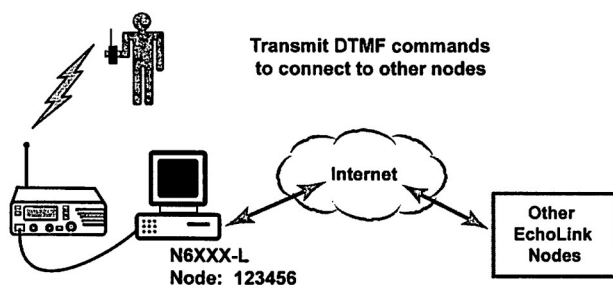 Transmit DTMF commands
to connect to other nodes
Internet
Other
EchoLink
Nodes
N6XXX-L
Node: 123456